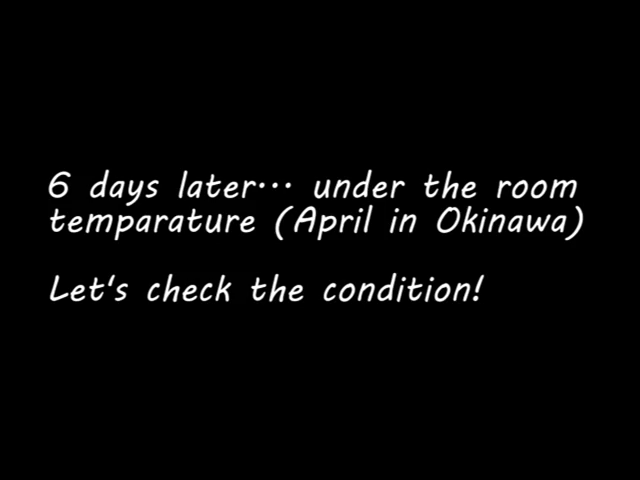 6 days later… under the room
temparature (April in Okinawa)
Let's check the condition!